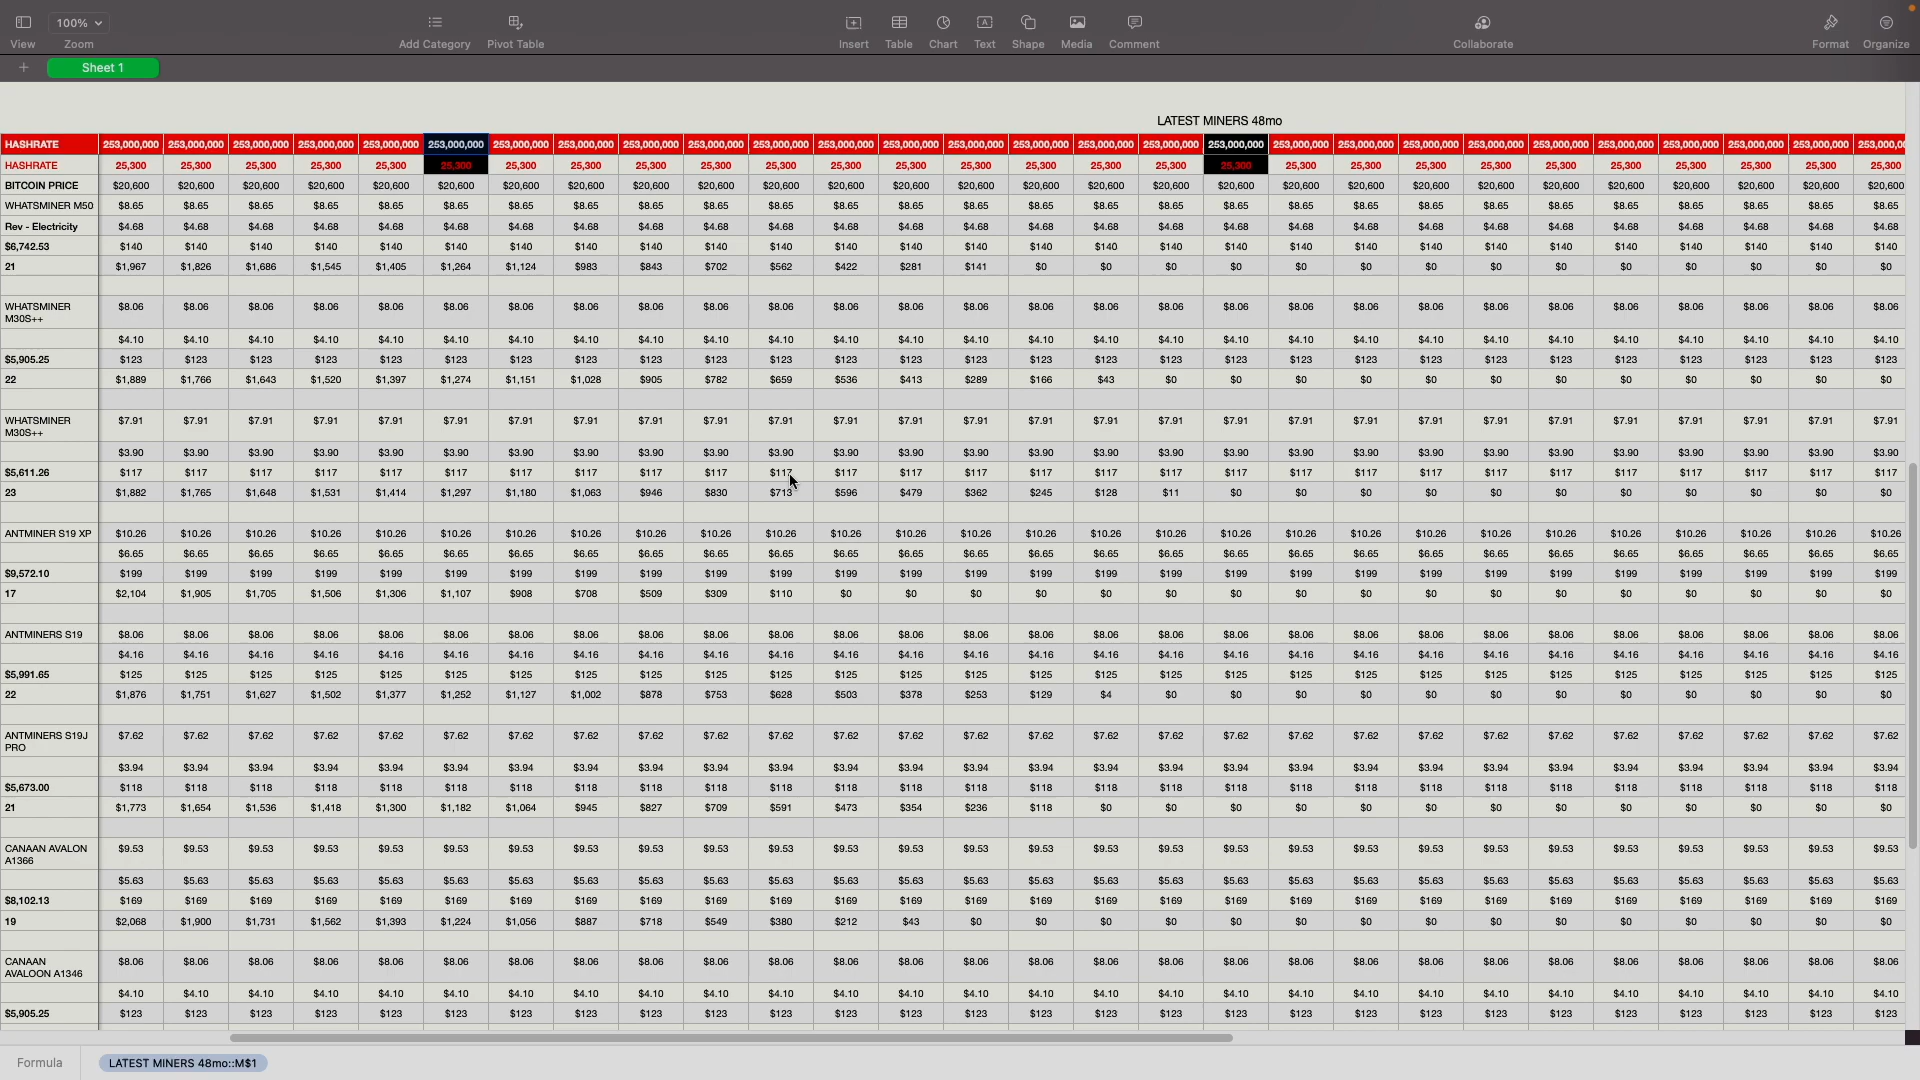 View 100% Zoom Add Category Pivot Table Insert Table Chart Text Shape Media Comment Collaborate Format Organize
+ Sheet 1
LATEST MINERS 48mo
HASHRATE 253,000,000 253,000,000 253,000,000 253,000,000 253,000,000 253,000,000 253,000,000 253,000,000 253,000,000 253,000,000 253,000,000 253,000,000 253,000,000 253,000,000 253,000,000 253,000,000 253,000,000 253,000,000 253,000,000 253,000,000 253,000,000 253,000,000 253,000,000 253,000,000 253,000,000 253,000,000 253,000,000 253,000,0
HASHRATE 25,300 25,300 25,300 25,300 25,300 25,300 25,300 25,300 25,300 25,300 25,300 25,300 25,300 25,300 25,300 25,300 25,300 25,300 25,300 25,300 25,300 25,300 25,300 25,300 25,300 25,300 25,300 25,300
BITCOIN PRICE $20,600 $20,600 $20,600 $20,600 $20,600 $20,600 $20,600 $20,600 $20,600 $20,600 $20,600 $20,600 $20,600 $20,600 $20,600 $20,600 $20,600 $20,600 $20,600 $20,600 $20,600 $20,600 $20,600 $20,600 $20,600 $20,600 $20,600 $20,600
WHATSMINER M50 $8.65 $8.65 $8.65 $8.65 $8.65 $8.65 $8.65 $8.65 $8.65 $8.65 $8.65 $8.65 $8.65 $8.65 $8.65 $8.65 $8.65 $8.65 $8.65 $8.65 $8.65 $8.65 $8.65 $8.65 $8.65 $8.65 $8.65 $8.65
Rev - Electricity $4.68 $4.68 $4.68 $4.68 $4.68 $4.68 $4.68 $4.68 $4.68 $4.68 $4.68 $4.68 $4.68 $4.68 $4.68 $4.68 $4.68 $4.68 $4.68 $4.68 $4.68 $4.68 $4.68 $4.68 $4.68 $4.68 $4.68 $4.68
$6,742.53 $140 $140 $140 $140 $140 $140 $140 $140 $140 $140 $140 $140 $140 $140 $140 $140 $140 $140 $140 $140 $140 $140 $140 $140 $140 $140 $140 $140
21 $1,967 $1,826 $1,686 $1,545 $1,405 $1,264 $1,124 $983 $843 $702 $562 $422 $281 $141 $0 $0 $0 $0 $0 $0 $0 $0 $0 $0 $0 $0 $0 $0
WHATSMINER M30S++ $8.06 $8.06 $8.06 $8.06 $8.06 $8.06 $8.06 $8.06 $8.06 $8.06 $8.06 $8.06 $8.06 $8.06 $8.06 $8.06 $8.06 $8.06 $8.06 $8.06 $8.06 $8.06 $8.06 $8.06 $8.06 $8.06 $8.06 $8.06
$4.10 $4.10 $4.10 $4.10 $4.10 $4.10 $4.10 $4.10 $4.10 $4.10 $4.10 $4.10 $4.10 $4.10 $4.10 $4.10 $4.10 $4.10 $4.10 $4.10 $4.10 $4.10 $4.10 $4.10 $4.10 $4.10 $4.10 $4.10
$5,905.25 $123 $123 $123 $123 $123 $123 $123 $123 $123 $123 $123 $123 $123 $123 $123 $123 $123 $123 $123 $123 $123 $123 $123 $123 $123 $123 $123 $123
22 $1,889 $1,766 $1,643 $1,520 $1,397 $1,274 $1,151 $1,028 $905 $782 $659 $536 $413 $289 $166 $43 $0 $0 $0 $0 $0 $0 $0 $0 $0 $0 $0 $0
WHATSMINER M30S++ $7.91 $7.91 $7.91 $7.91 $7.91 $7.91 $7.91 $7.91 $7.91 $7.91 $7.91 $7.91 $7.91 $7.91 $7.91 $7.91 $7.91 $7.91 $7.91 $7.91 $7.91 $7.91 $7.91 $7.91 $7.91 $7.91 $7.91 $7.91
$3.90 $3.90 $3.90 $3.90 $3.90 $3.90 $3.90 $3.90 $3.90 $3.90 $3.90 $3.90 $3.90 $3.90 $3.90 $3.90 $3.90 $3.90 $3.90 $3.90 $3.90 $3.90 $3.90 $3.90 $3.90 $3.90 $3.90 $3.90
$5,611.26 $117 $117 $117 $117 $117 $117 $117 $117 $117 $117 $117 $117 $117 $117 $117 $117 $117 $117 $117 $117 $117 $117 $117 $117 $117 $117 $117 $117
23 $1,882 $1,765 $1,648 $1,531 $1,414 $1,297 $1,180 $1,063 $946 $830 $713 $596 $479 $362 $245 $128 $11 $0 $0 $0 $0 $0 $0 $0 $0 $0 $0 $0
ANTMINER S19 XP $10.26 $10.26 $10.26 $10.26 $10.26 $10.26 $10.26 $10.26 $10.26 $10.26 $10.26 $10.26 $10.26 $10.26 $10.26 $10.26 $10.26 $10.26 $10.26 $10.26 $10.26 $10.26 $10.26 $10.26 $10.26 $10.26 $10.26 $10.26
$6.65 $6.65 $6.65 $6.65 $6.65 $6.65 $6.65 $6.65 $6.65 $6.65 $6.65 $6.65 $6.65 $6.65 $6.65 $6.65 $6.65 $6.65 $6.65 $6.65 $6.65 $6.65 $6.65 $6.65 $6.65 $6.65 $6.65 $6.65
$9,572.10 $199 $199 $199 $199 $199 $199 $199 $199 $199 $199 $199 $199 $199 $199 $199 $199 $199 $199 $199 $199 $199 $199 $199 $199 $199 $199 $199 $199
17 $2,104 $1,905 $1,705 $1,506 $1,306 $1,107 $908 $708 $509 $309 $110 $0 $0 $0 $0 $0 $0 $0 $0 $0 $0 $0 $0 $0 $0 $0 $0 $0
ANTMINERS S19 $8.06 $8.06 $8.06 $8.06 $8.06 $8.06 $8.06 $8.06 $8.06 $8.06 $8.06 $8.06 $8.06 $8.06 $8.06 $8.06 $8.06 $8.06 $8.06 $8.06 $8.06 $8.06 $8.06 $8.06 $8.06 $8.06 $8.06 $8.06
$4.16 $4.16 $4.16 $4.16 $4.16 $4.16 $4.16 $4.16 $4.16 $4.16 $4.16 $4.16 $4.16 $4.16 $4.16 $4.16 $4.16 $4.16 $4.16 $4.16 $4.16 $4.16 $4.16 $4.16 $4.16 $4.16 $4.16 $4.16
$5,991.65 $125 $125 $125 $125 $125 $125 $125 $125 $125 $125 $125 $125 $125 $125 $125 $125 $125 $125 $125 $125 $125 $125 $125 $125 $125 $125 $125 $125
22 $1,876 $1,751 $1,627 $1,502 $1,377 $1,252 $1,127 $1,002 $878 $753 $628 $503 $378 $253 $129 $4 $0 $0 $0 $0 $0 $0 $0 $0 $0 $0 $0 $0
ANTMINERS S19J PRO $7.62 $7.62 $7.62 $7.62 $7.62 $7.62 $7.62 $7.62 $7.62 $7.62 $7.62 $7.62 $7.62 $7.62 $7.62 $7.62 $7.62 $7.62 $7.62 $7.62 $7.62 $7.62 $7.62 $7.62 $7.62 $7.62 $7.62 $7.62
$3.94 $3.94 $3.94 $3.94 $3.94 $3.94 $3.94 $3.94 $3.94 $3.94 $3.94 $3.94 $3.94 $3.94 $3.94 $3.94 $3.94 $3.94 $3.94 $3.94 $3.94 $3.94 $3.94 $3.94 $3.94 $3.94 $3.94 $3.94
$5,673.00 $118 $118 $118 $118 $118 $118 $118 $118 $118 $118 $118 $118 $118 $118 $118 $118 $118 $118 $118 $118 $118 $118 $118 $118 $118 $118 $118 $118
21 $1,773 $1,654 $1,536 $1,418 $1,300 $1,182 $1,064 $945 $827 $709 $591 $473 $354 $236 $118 $0 $0 $0 $0 $0 $0 $0 $0 $0 $0 $0 $0 $0
CANAAN AVALON A1366 $9.53 $9.53 $9.53 $9.53 $9.53 $9.53 $9.53 $9.53 $9.53 $9.53 $9.53 $9.53 $9.53 $9.53 $9.53 $9.53 $9.53 $9.53 $9.53 $9.53 $9.53 $9.53 $9.53 $9.53 $9.53 $9.53 $9.53 $9.53
$5.63 $5.63 $5.63 $5.63 $5.63 $5.63 $5.63 $5.63 $5.63 $5.63 $5.63 $5.63 $5.63 $5.63 $5.63 $5.63 $5.63 $5.63 $5.63 $5.63 $5.63 $5.63 $5.63 $5.63 $5.63 $5.63 $5.63 $5.63
$8,102.13 $169 $169 $169 $169 $169 $169 $169 $169 $169 $169 $169 $169 $169 $169 $169 $169 $169 $169 $169 $169 $169 $169 $169 $169 $169 $169 $169 $169
19 $2,068 $1,900 $1,731 $1,562 $1,393 $1,224 $1,056 $887 $718 $549 $380 $212 $43 $0 $0 $0 $0 $0 $0 $0 $0 $0 $0 $0 $0 $0 $0 $0
CANAAN AVALOON A1346 $8.06 $8.06 $8.06 $8.06 $8.06 $8.06 $8.06 $8.06 $8.06 $8.06 $8.06 $8.06 $8.06 $8.06 $8.06 $8.06 $8.06 $8.06 $8.06 $8.06 $8.06 $8.06 $8.06 $8.06 $8.06 $8.06 $8.06 $8.06
$4.10 $4.10 $4.10 $4.10 $4.10 $4.10 $4.10 $4.10 $4.10 $4.10 $4.10 $4.10 $4.10 $4.10 $4.10 $4.10 $4.10 $4.10 $4.10 $4.10 $4.10 $4.10 $4.10 $4.10 $4.10 $4.10 $4.10 $4.10
$5,905.25 $123 $123 $123 $123 $123 $123 $123 $123 $123 $123 $123 $123 $123 $123 $123 $123 $123 $123 $123 $123 $123 $123 $123 $123 $123 $123 $123 $123
Formula LATEST MINERS 48mo::M$1